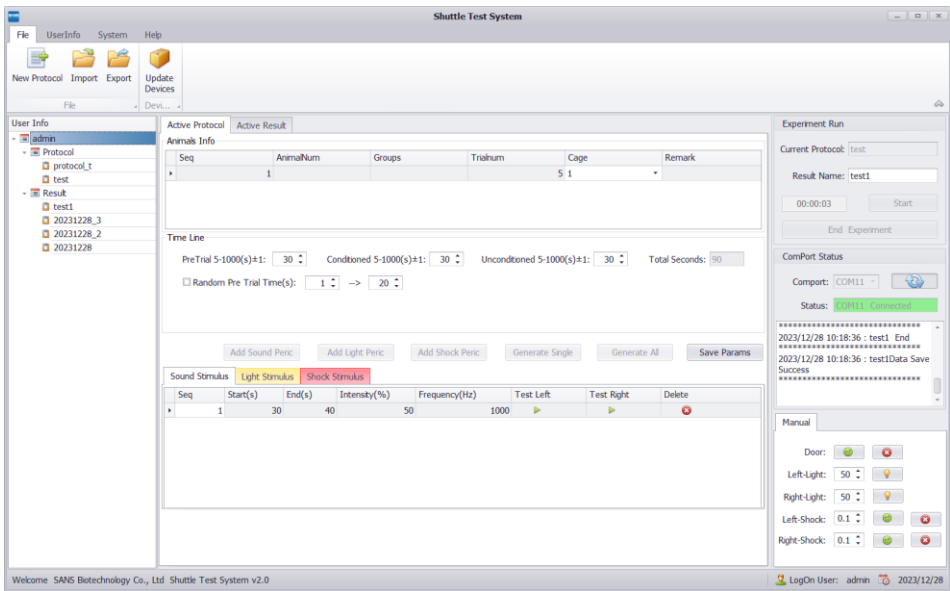 Shuttle Test System
File UserInfo System Help
New Protocol Import Export Update Devices
File Devi...
User Info
admin
Protocol
protocol_t
test
Result
test1
20231228_3
20231228_2
20231228
Active Protocol Active Result
Animals Info
Seq AnimalNum Groups Trialnum Cage Remark
1 5 1
Time Line
PreTrial 5-1000(s)±1: 30 Conditioned 5-1000(s)±1: 30 Unconditioned 5-1000(s)±1: 30 Total Seconds: 90
Random Pre Trial Time(s): 1 --> 20
Add Sound Peric Add Light Peric Add Shock Peric Generate Single Generate All Save Params
Sound Stimulus Light Stimulus Shock Stimulus
Seq Start(s) End(s) Intensity(%) Frequency(Hz) Test Left Test Right Delete
1 30 40 50 1000
Experiment Run
Current Protocol: test
Result Name: test1
00:00:03 Start
End Experiment
ComPort Status
Comport: COM11
Status: COM11 Connected
********************************
2023/12/28 10:18:36 : test1 End
********************************
2023/12/28 10:18:36 : test1Data Save
Success
********************************
Manual
Door:
Left-Light: 50
Right-Light: 50
Left-Shock: 0.1
Right-Shock: 0.1
Welcome SANS Biotechnology Co., Ltd Shuttle Test System v2.0
LogOn User: admin 2023/12/28